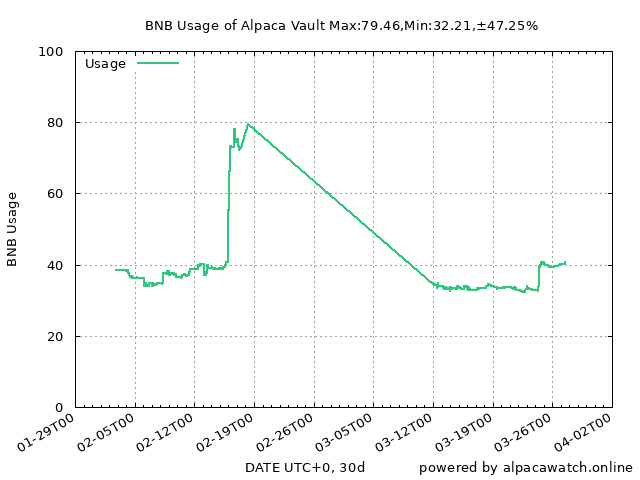 BNB Usage of Alpaca Vault Max:79.46,Min:32.21,±47.25%
100
Usage
80
60
BNB Usage
40
20
0
01-29T00 02-05T00 02-12T00 02-19T00 02-26T00 03-05T00 03-12T00 03-19T00 03-26T00 04-02T00
DATE UTC+0, 30d powered by alpacawatch.online